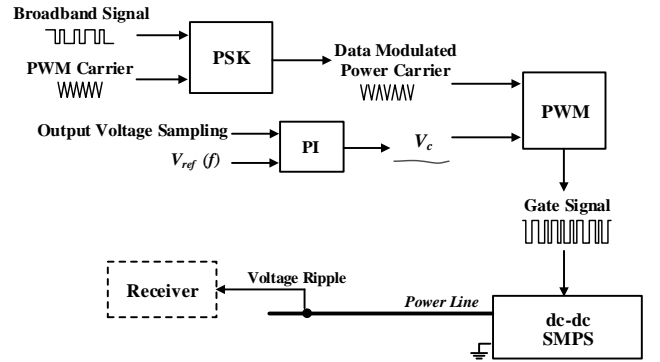 Broadband Signal
PSK
PWM Carrier
Data Modulated
Power Carrier
PWM
Output Voltage Sampling
PI
V_c
V_ref (f)
Gate Signal
Voltage Ripple
Receiver
Power Line
dc-dc
SMPS